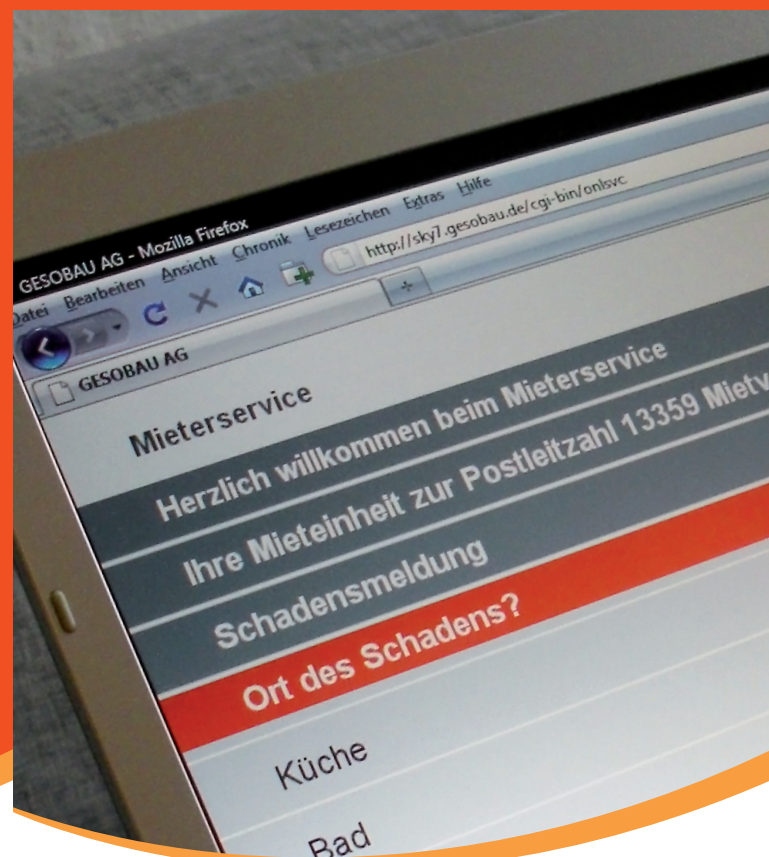 GESOBAU AG - Mozilla Firefox
Datei Bearbeiten Ansicht Chronik Lesezeichen Extras Hilfe
http://sky7.gesobau.de/cgi-bin/onlsvc
GESOBAU AG
Mieterservice
Herzlich willkommen beim Mieterservice
Ihre Mieteinheit zur Postleitzahl 13359 Mietv
Schadensmeldung
Ort des Schadens?
Küche
Bad